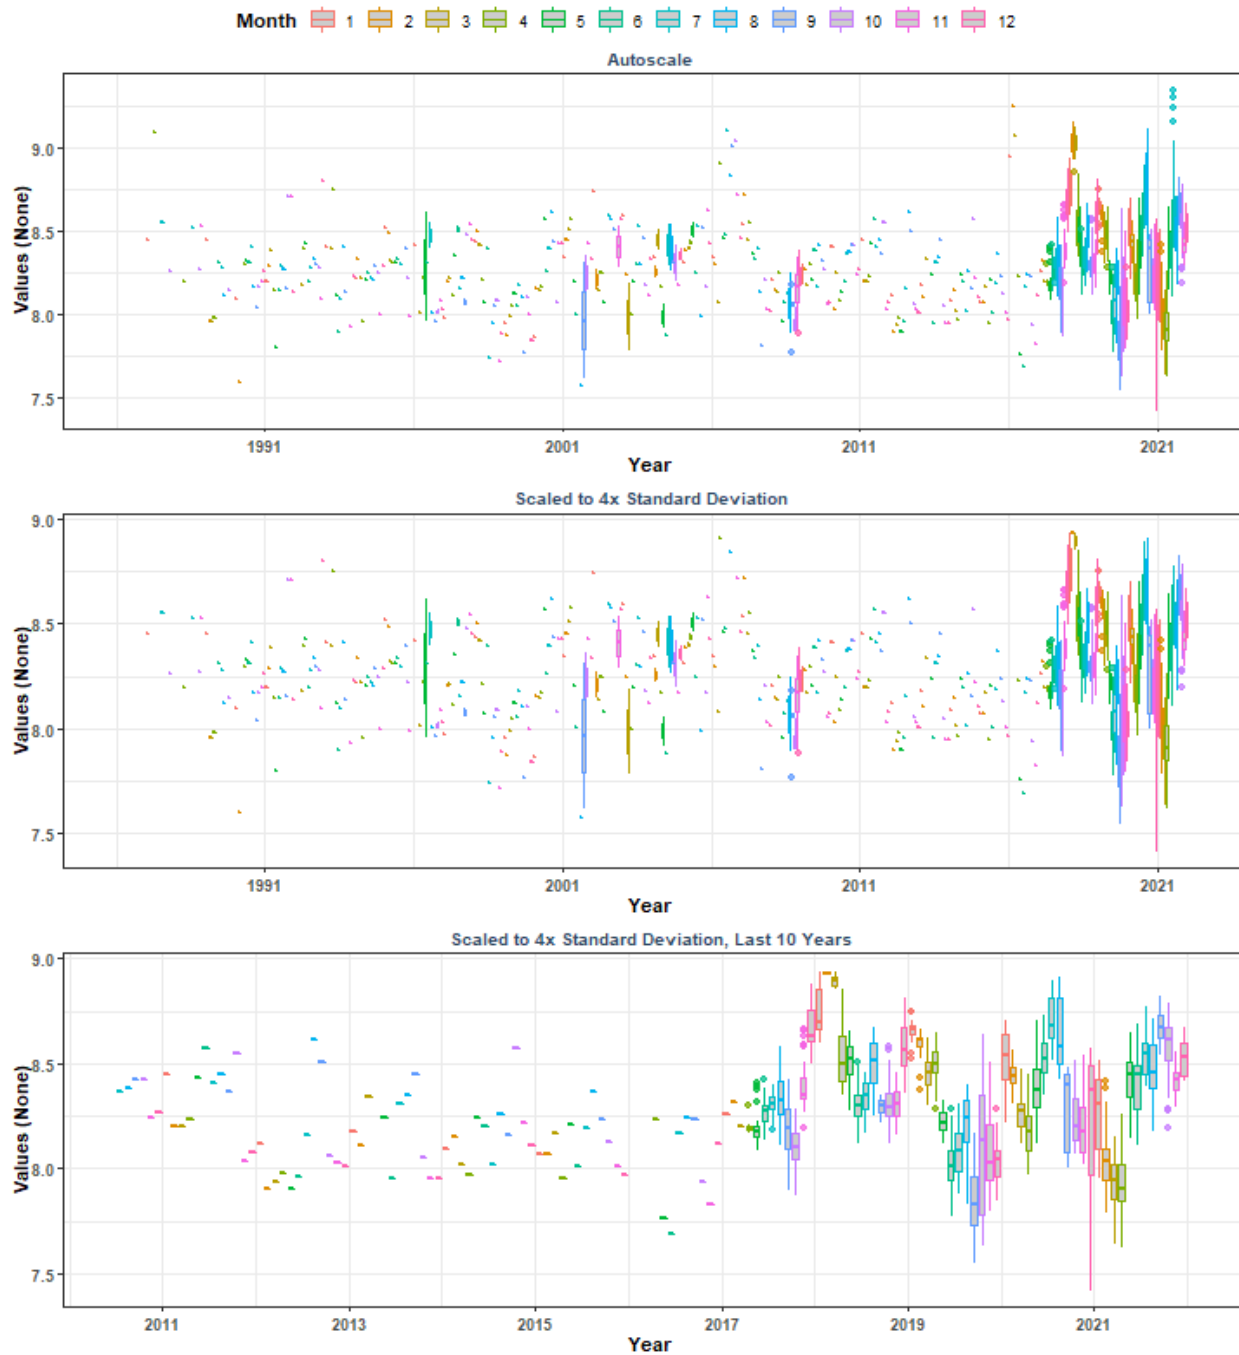 Month 1 2 3 4 5 6 7 8 9 10 11 12
Autoscale
Values (None)
9.0
8.5
8.0
7.5
1991 2001 2011 2021
Year
Scaled to 4x Standard Deviation
Values (None)
9.0
8.5
8.0
7.5
1991 2001 2011 2021
Year
Scaled to 4x Standard Deviation, Last 10 Years
Values (None)
9.0
8.5
8.0
7.5
2011 2013 2015 2017 2019 2021
Year